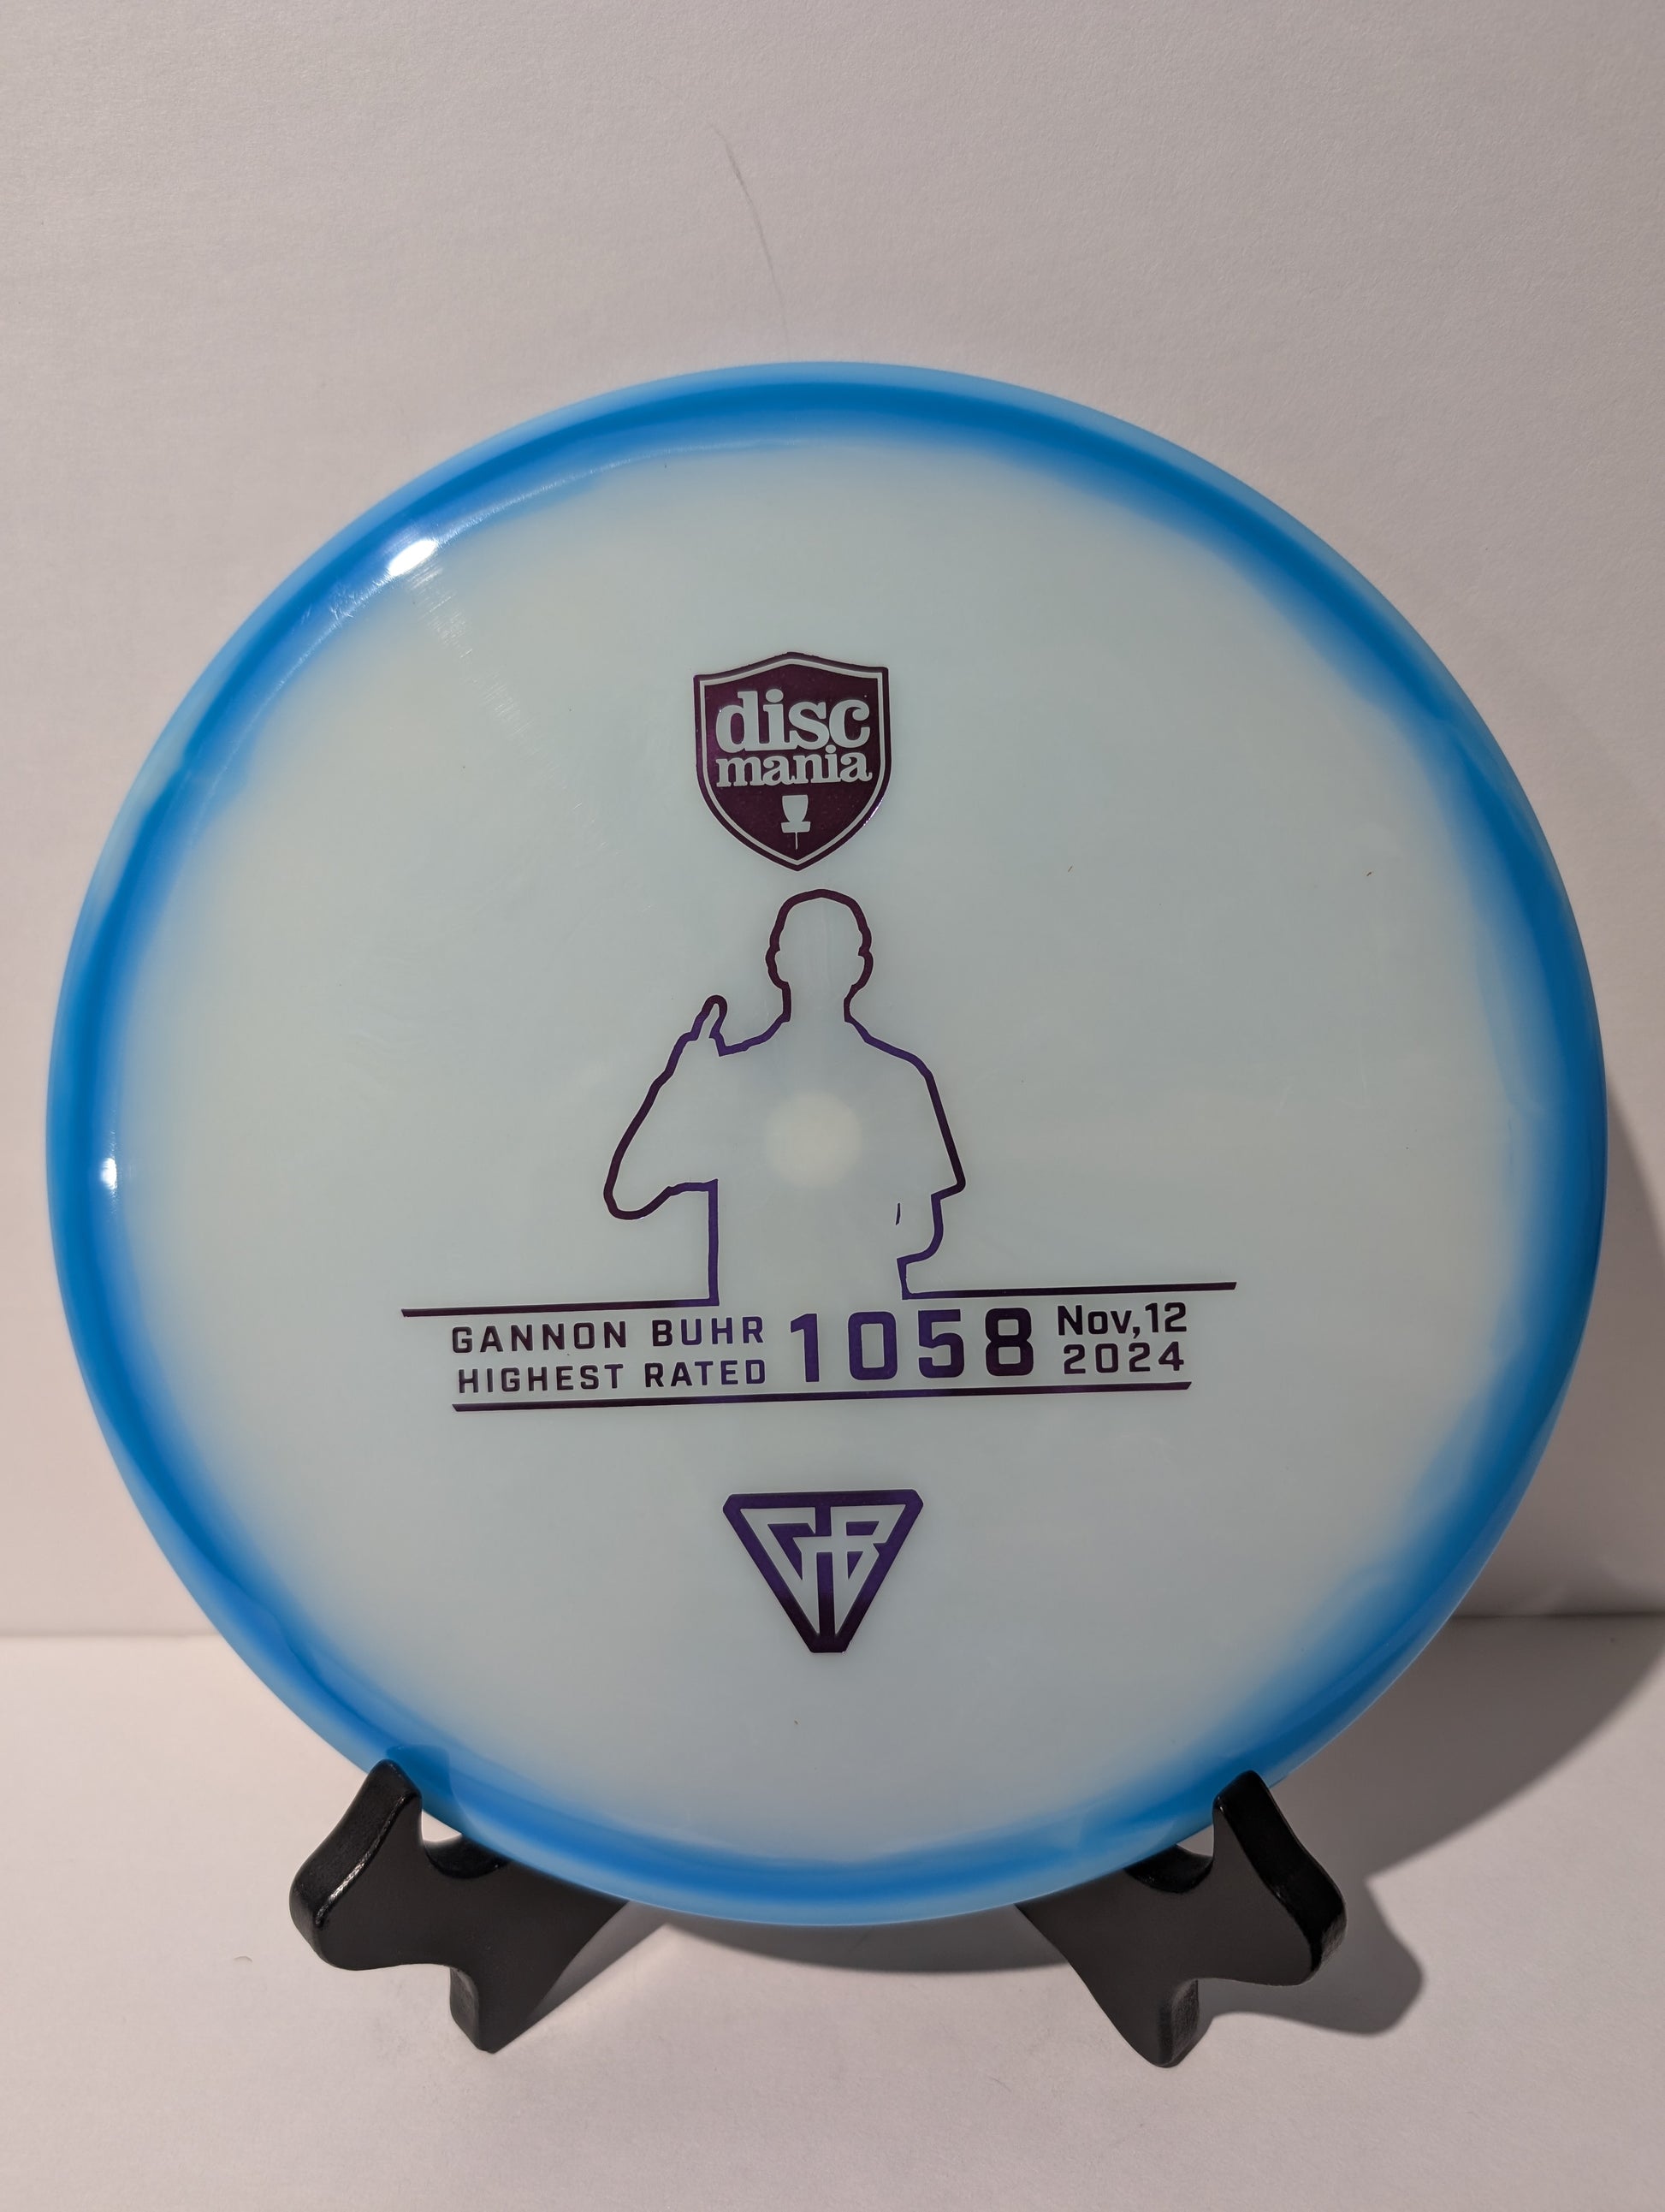 disc
mania
GANNON BUHR
HIGHEST RATED
1058
Nov,12
2024
GB